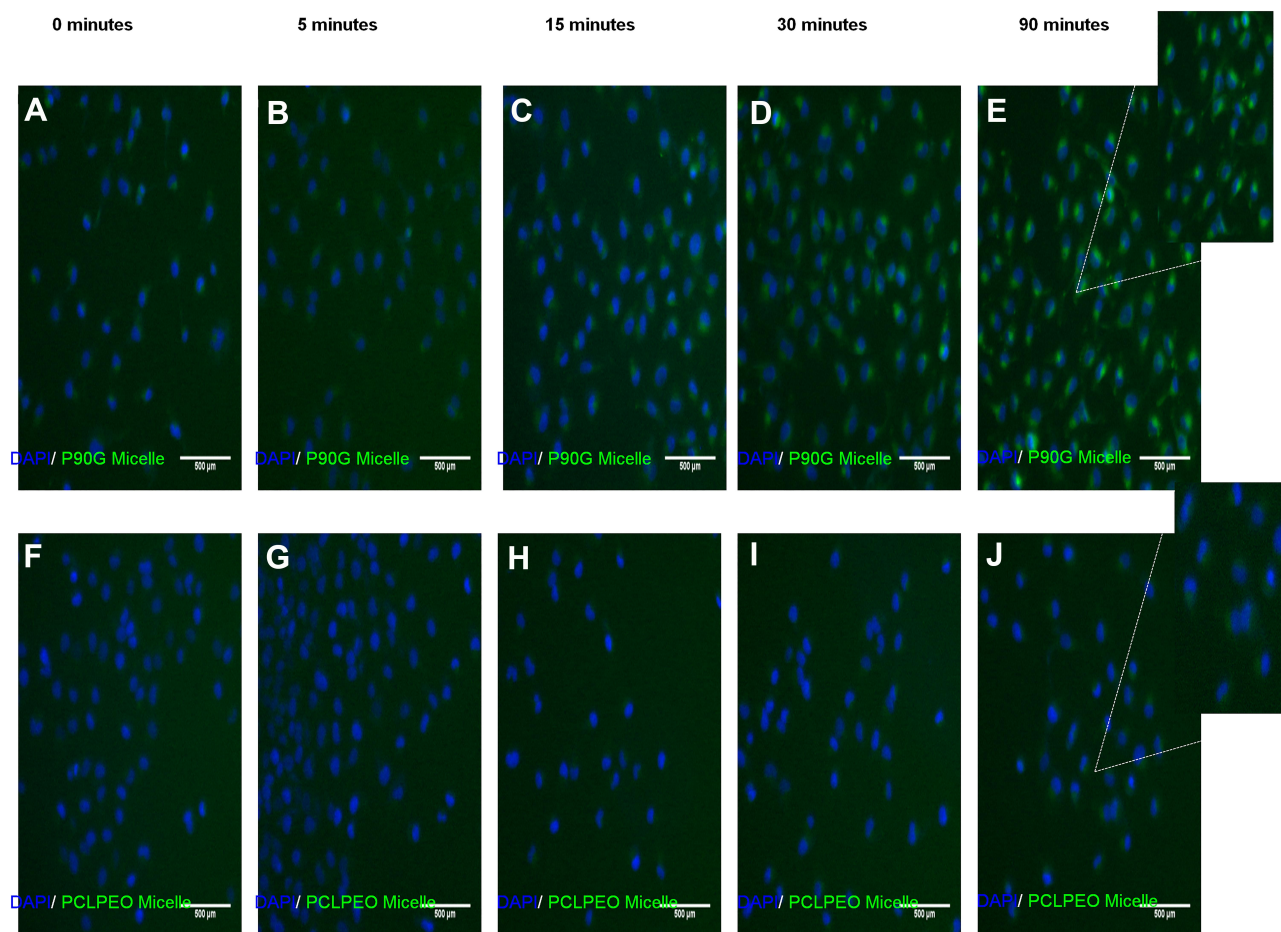 0 minutes 5 minutes 15 minutes 30 minutes 90 minutes
A B C D E
DAPI/ P90G Micelle 500 µm DAPI/ P90G Micelle 500 µm DAPI/ P90G Micelle 500 µm DAPI/ P90G Micelle 500 µm DAPI/ P90G Micelle 500 µm
F G H I J
DAPI/ PCLPEO Micelle 500 µm DAPI/ PCLPEO Micelle 500 µm DAPI/ PCLPEO Micelle 500 µm DAPI/ PCLPEO Micelle 500 µm DAPI/ PCLPEO Micelle 500 µm